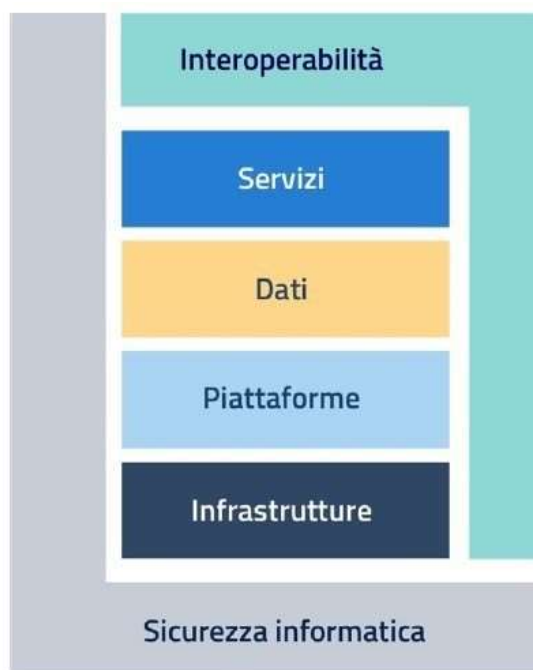 Interoperabilità
Servizi
Dati
Piattaforme
Infrastrutture
Sicurezza informatica